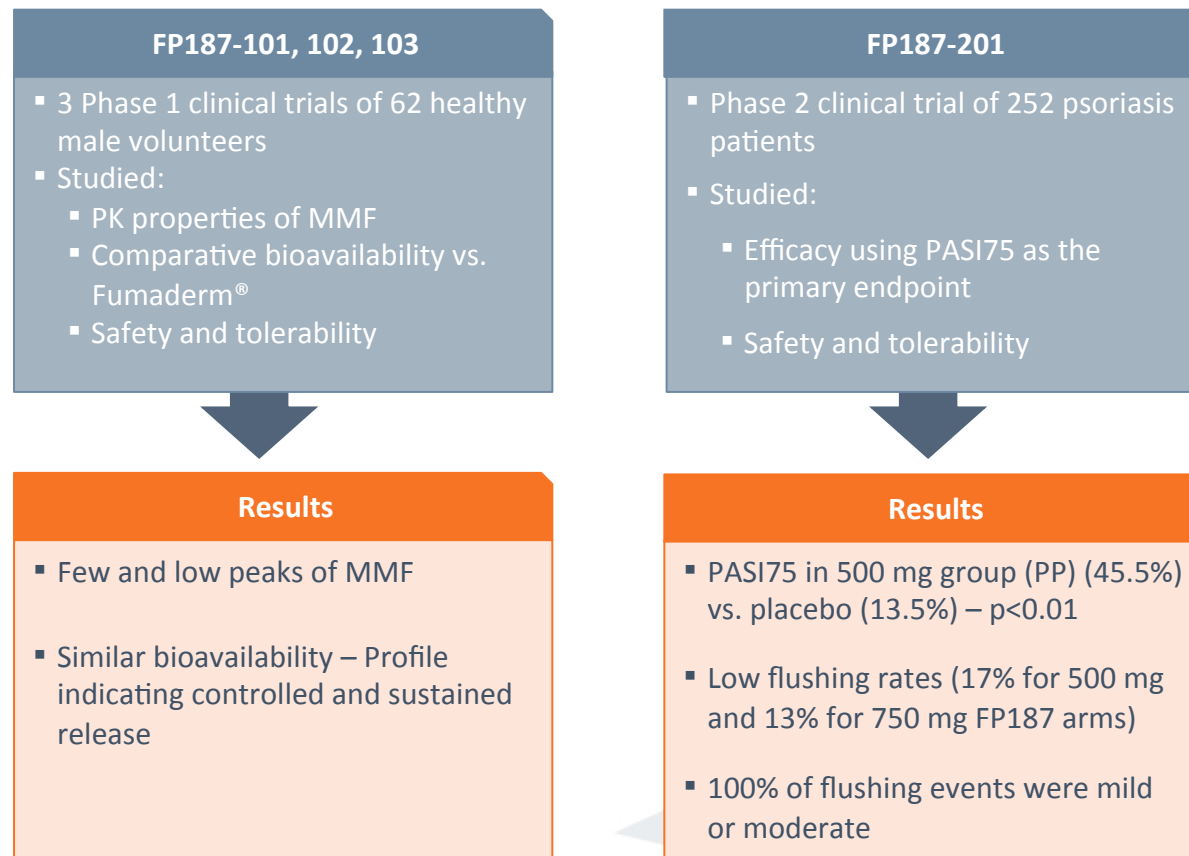 FP187-101, 102, 103
▪ 3 Phase 1 clinical trials of 62 healthy
male volunteers
▪ Studied:
▪ PK properties of MMF
▪ Comparative bioavailability vs.
Fumaderm®
▪ Safety and tolerability
Results
▪ Few and low peaks of MMF
▪ Similar bioavailability – Profile
indicating controlled and sustained
release
FP187-201
▪ Phase 2 clinical trial of 252 psoriasis
patients
▪ Studied:
▪ Efficacy using PASI75 as the
primary endpoint
▪ Safety and tolerability
Results
▪ PASI75 in 500 mg group (PP) (45.5%)
vs. placebo (13.5%) – p<0.01
▪ Low flushing rates (17% for 500 mg
and 13% for 750 mg FP187 arms)
▪ 100% of flushing events were mild
or moderate